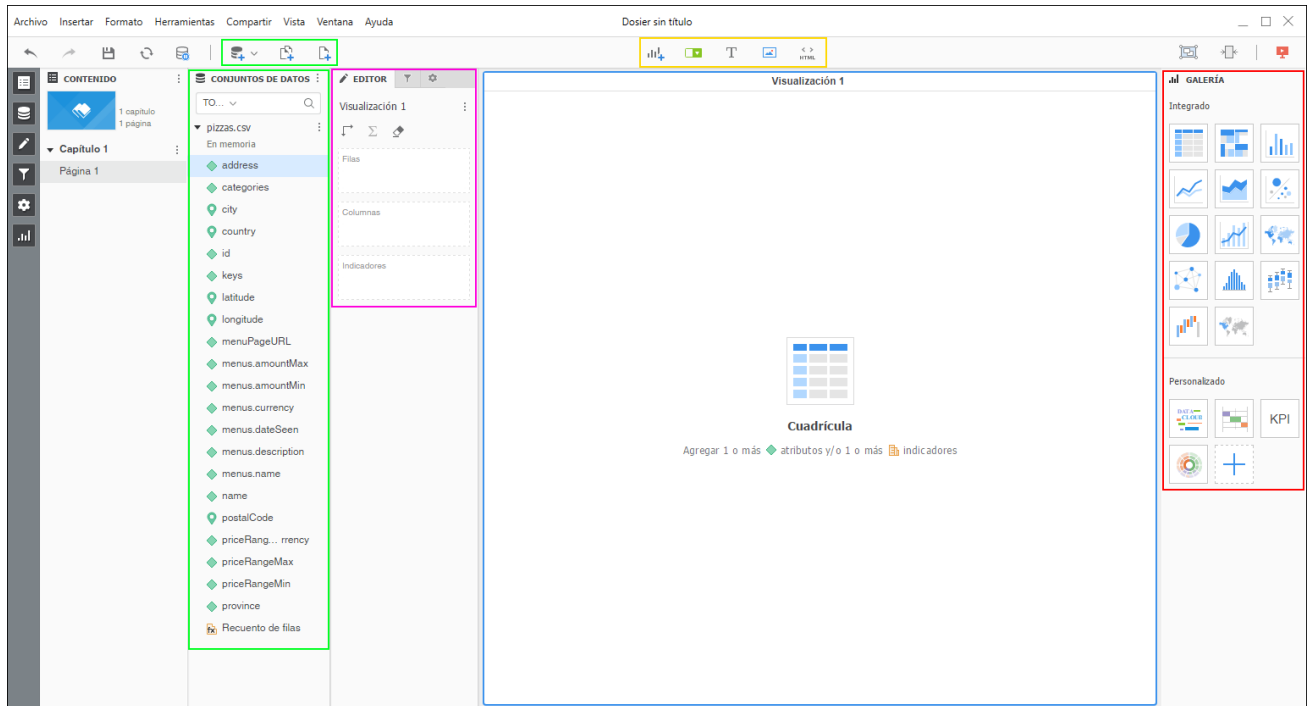 Archivo Insertar Formato Herramientas Compartir Vista Ventana Ayuda
Dosier sin título
HTML
CONTENIDO
1 capítulo
1 página
Capítulo 1
Página 1
CONJUNTOS DE DATOS
TO...
pizzas.csv
En memoria
address
categories
city
country
id
keys
latitude
longitude
menuPageURL
menus.amountMax
menus.amountMin
menus.currency
menus.dateSeen
menus.description
menus.name
name
postalCode
priceRang... rrency
priceRangeMax
priceRangeMin
province
fx Recuento de filas
EDITOR
Visualización 1
Filas
Columnas
Indicadores
Visualización 1
Cuadrícula
Agregar 1 o más atributos y/o 1 o más indicadores
GALERÍA
Integrado
Personalizado
DATA
CLOUD
KPI